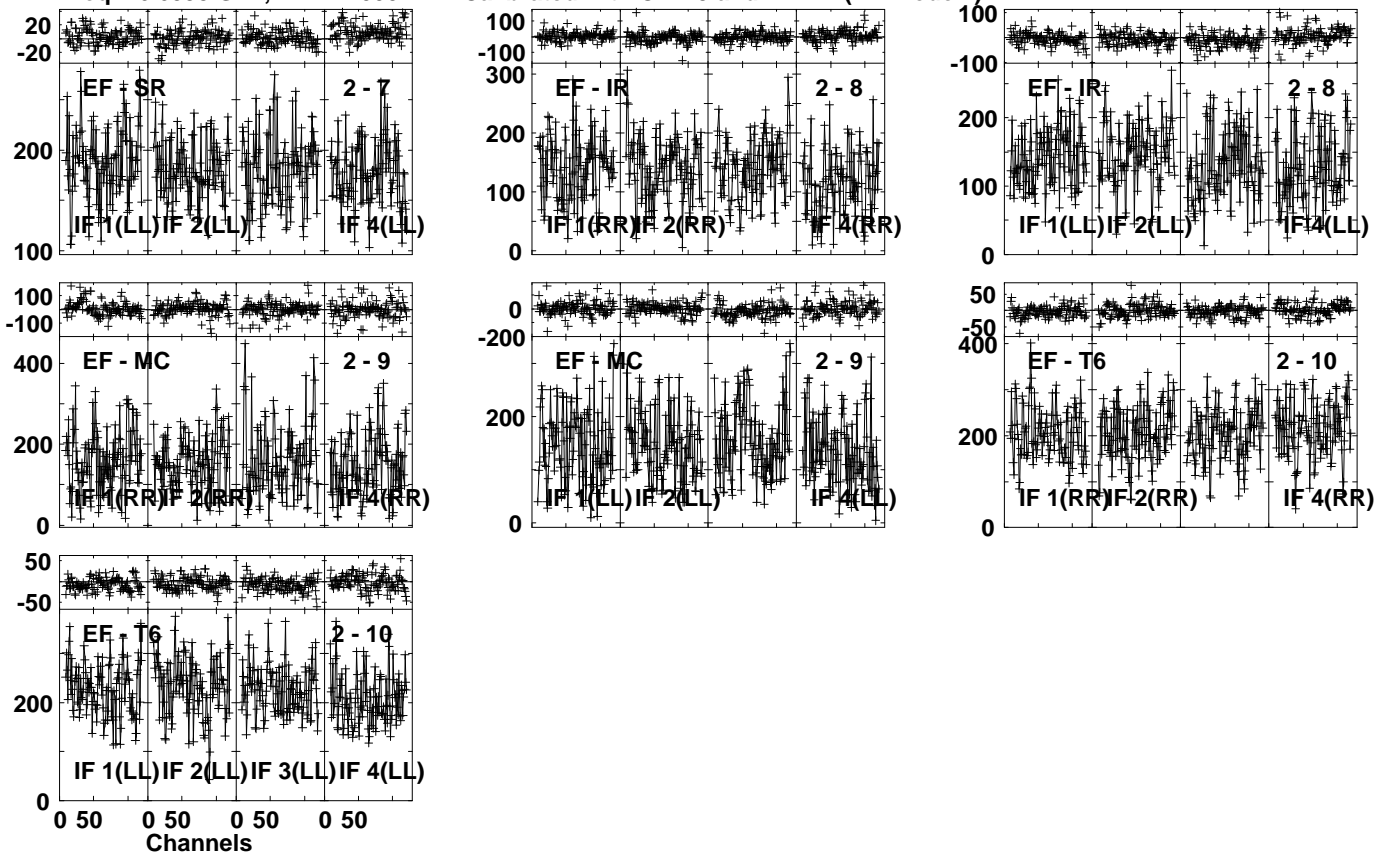 20
-20
EF - SR 2 - 7
200
IF 1(LL) IF 2(LL) IF 4(LL)
100
100
-100
300
EF - IR 2 - 8
200
100
IF 1(RR) IF 2(RR) IF 4(RR)
0
100
-100
EF - IR 2 - 8
200
100
IF 1(LL) IF 2(LL) IF 4(LL)
0
100
-100
400
EF - MC 2 - 9
300
200
100
IF 1(RR) IF 2(RR) IF 4(RR)
0
0
-200
EF - MC 2 - 9
200
100
IF 1(LL) IF 2(LL) IF 4(LL)
0
50
-50
400
EF - T6 2 - 10
200
IF 1(RR) IF 2(RR) IF 4(RR)
0
50
-50
EF - T6 2 - 10
200
IF 1(LL) IF 2(LL) IF 3(LL) IF 4(LL)
0
0 50 0 50 0 50 0 50
Channels